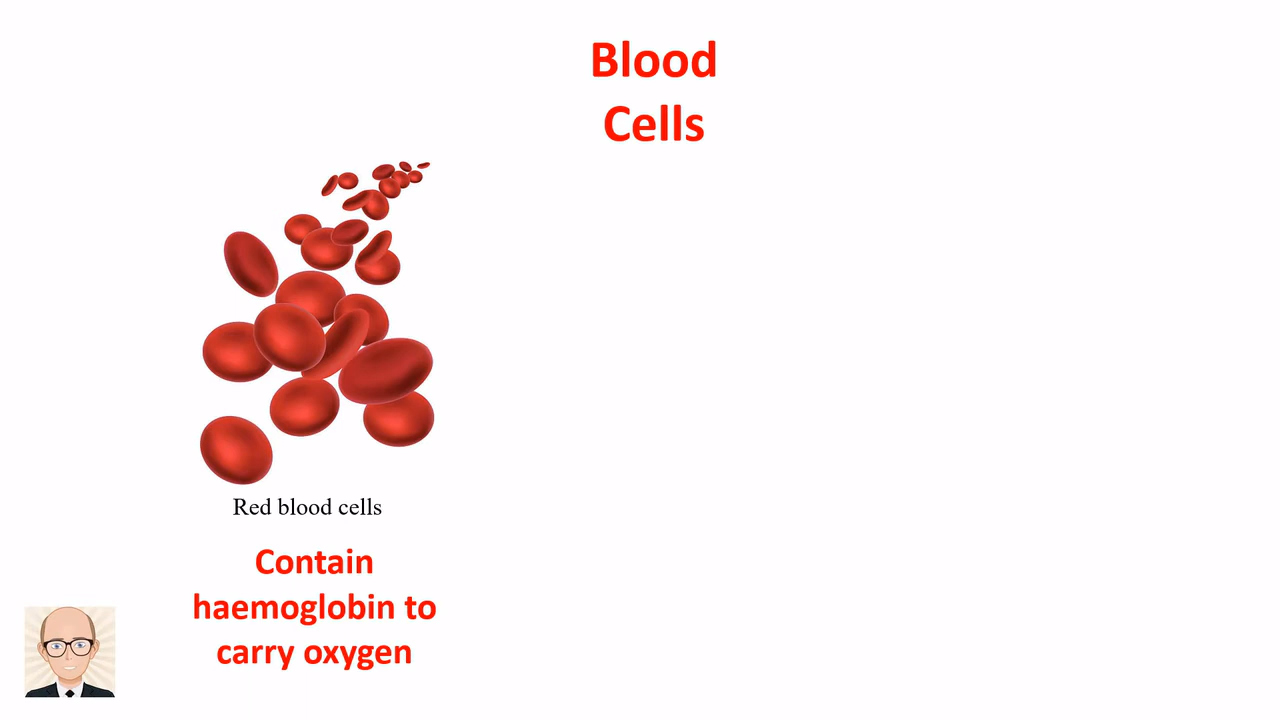 Blood
Cells
Red blood cells
Contain
haemoglobin to
carry oxygen